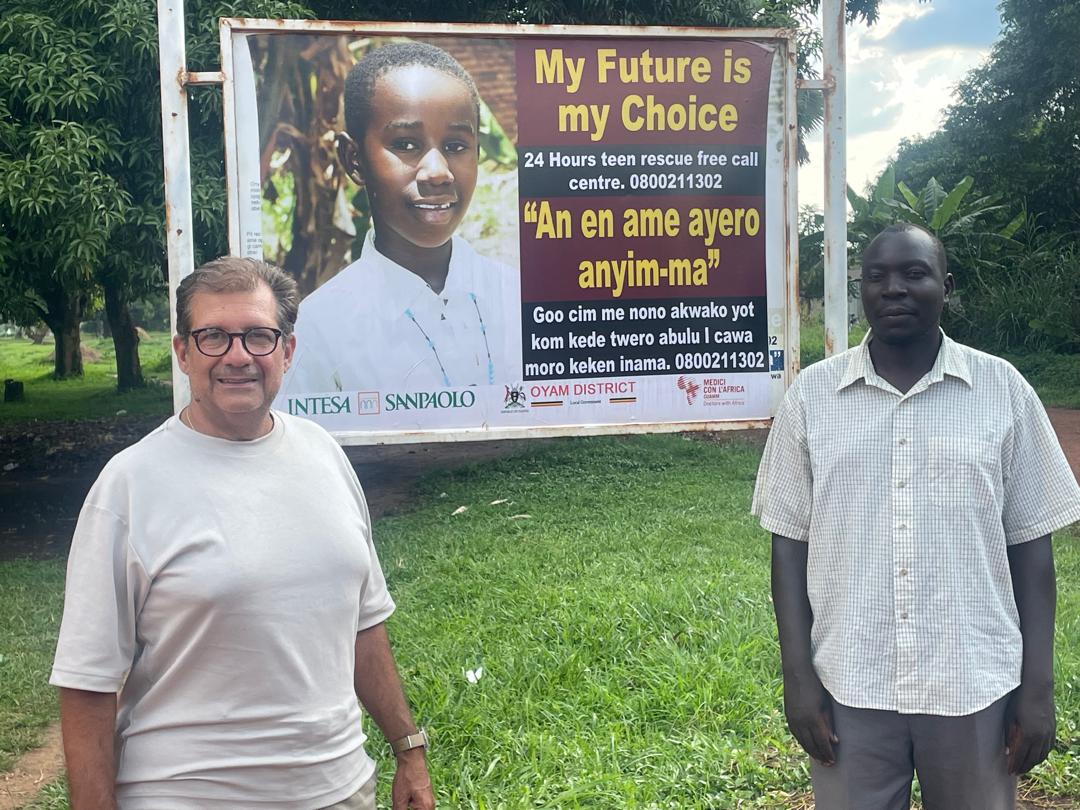 My Future is
my Choice
24 Hours teen rescue free call
centre. 0800211302
“An en ame ayero
anyim-ma”
Goo cim me nono akwako yot
kom kede twero abulu I cawa
moro keken inama. 0800211302
INTESA SANPAOLO
OYAM DISTRICT
Local Government
MEDICI
CON L'AFRICA
CUAMM
Doctors with Africa